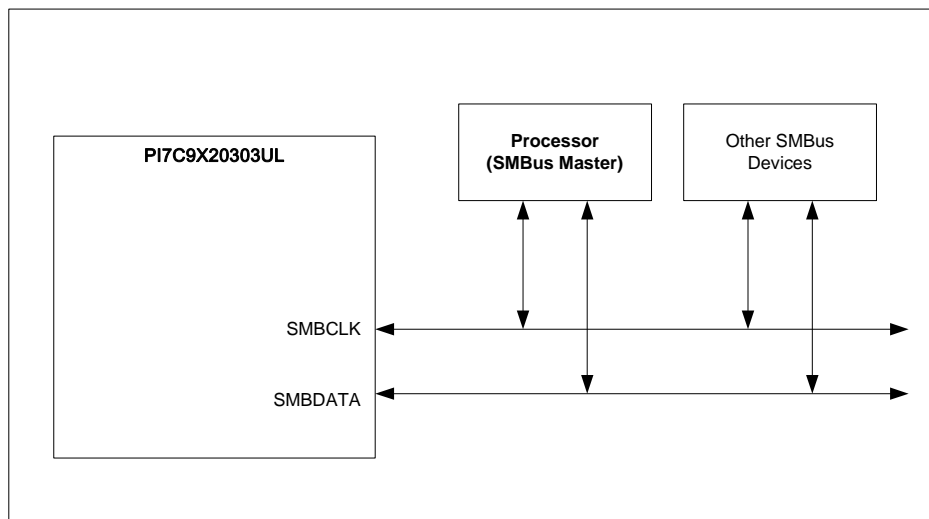 PI7C9X20303UL
Processor
(SMBus Master)
Other SMBus
Devices
SMBCLK
SMBDATA